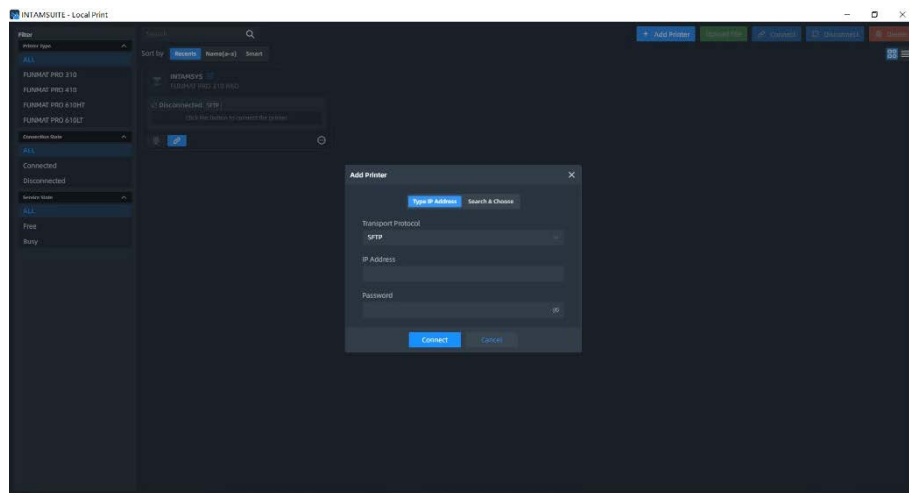 INTAMSUITE - Local Print
Filter
Printer Type
ALL
FUNMAT PRO 310
FUNMAT PRO 410
FUNMAT PRO 610HT
FUNMAT PRO 610LT
Connection State
ALL
Connected
Disconnected
Service State
ALL
Free
Busy
Search
Sort by Recents Name(a-z) Smart
+ Add Printer Connect Disconnect Delete
INTAMSYS
FUNMAT PRO 310 NEO
Disconnected SFTP
Click the button to connect the printer
Add Printer
Type IP Address Search & Choose
Transport Protocol
SFTP
IP Address
Password
Connect Cancel